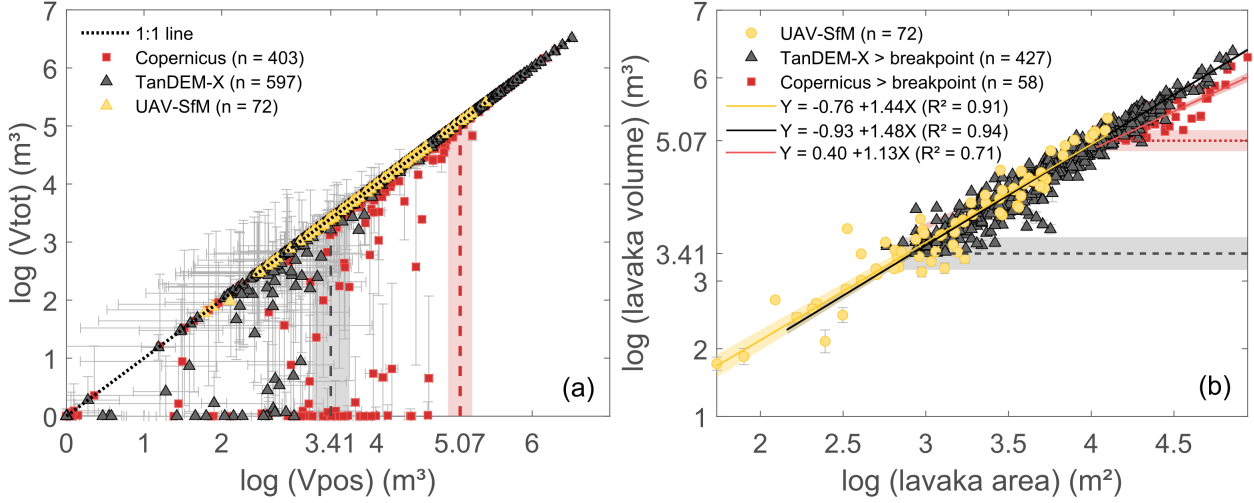 7
6
5
4
3
2
1
0
log (Vtot) (m³)
1:1 line
Copernicus (n = 403)
TanDEM-X (n = 597)
UAV-SfM (n = 72)
(a)
0 1 2 3.41 4 5.07 6
log (Vpos) (m³)
7
6
5.07
3.41
3
2
1
log (lavaka volume) (m³)
UAV-SfM (n = 72)
TanDEM-X > breakpoint (n = 427)
Copernicus > breakpoint (n = 58)
Y = -0.76 +1.44X (R² = 0.91)
Y = -0.93 +1.48X (R² = 0.94)
Y = 0.40 +1.13X (R² = 0.71)
(b)
2 2.5 3 3.5 4 4.5
log (lavaka area) (m²)